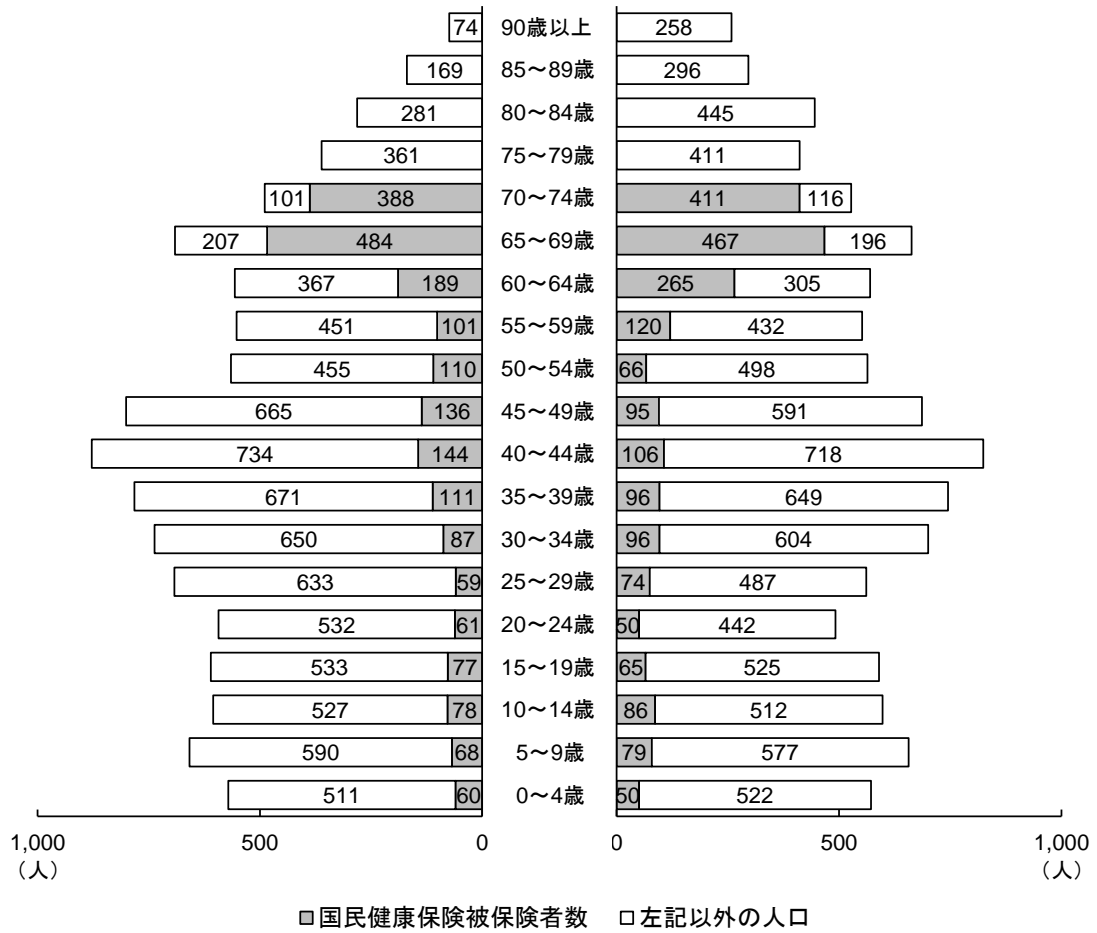 74 90歳以上 258
169 85～89歳 296
281 80～84歳 445
361 75～79歳 411
101 388 70～74歳 411 116
207 484 65～69歳 467 196
367 189 60～64歳 265 305
451 101 55～59歳 120 432
455 110 50～54歳 66 498
665 136 45～49歳 95 591
734 144 40～44歳 106 718
671 111 35～39歳 96 649
650 87 30～34歳 96 604
633 59 25～29歳 74 487
532 61 20～24歳 50 442
533 77 15～19歳 65 525
527 78 10～14歳 86 512
590 68 5～9歳 79 577
511 60 0～4歳 50 522
1,000 500 0 0 500 1,000
（人） （人）
国民健康保険被保険者数 左記以外の人口